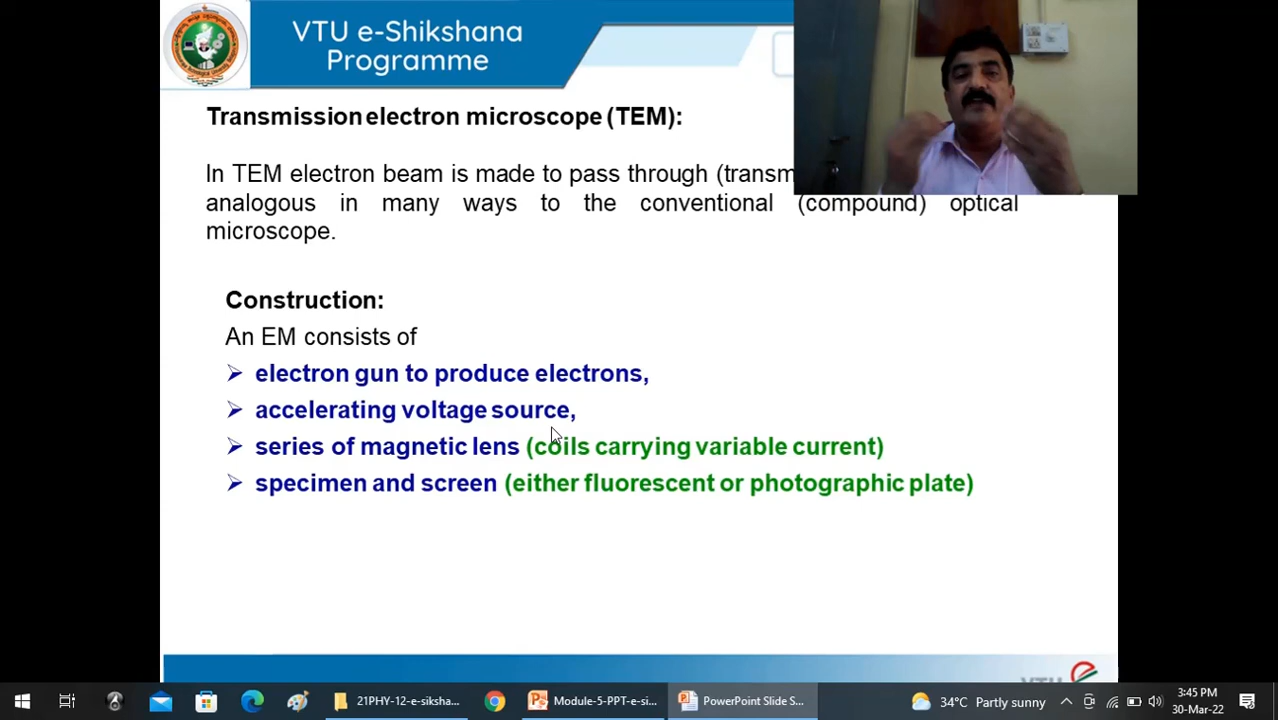 VTU e-Shikshana
Programme
Transmission electron microscope (TEM):
In TEM electron beam is made to pass through (transm
analogous in many ways to the conventional (compound) optical
microscope.
Construction:
An EM consists of
➢ electron gun to produce electrons,
➢ accelerating voltage source,
➢ series of magnetic lens (coils carrying variable current)
➢ specimen and screen (either fluorescent or photographic plate)
VTU
21PHY-12-e-siksha...
Module-5-PPT-e-si...
PowerPoint Slide S...
34°C Partly sunny
3:45 PM
30-Mar-22